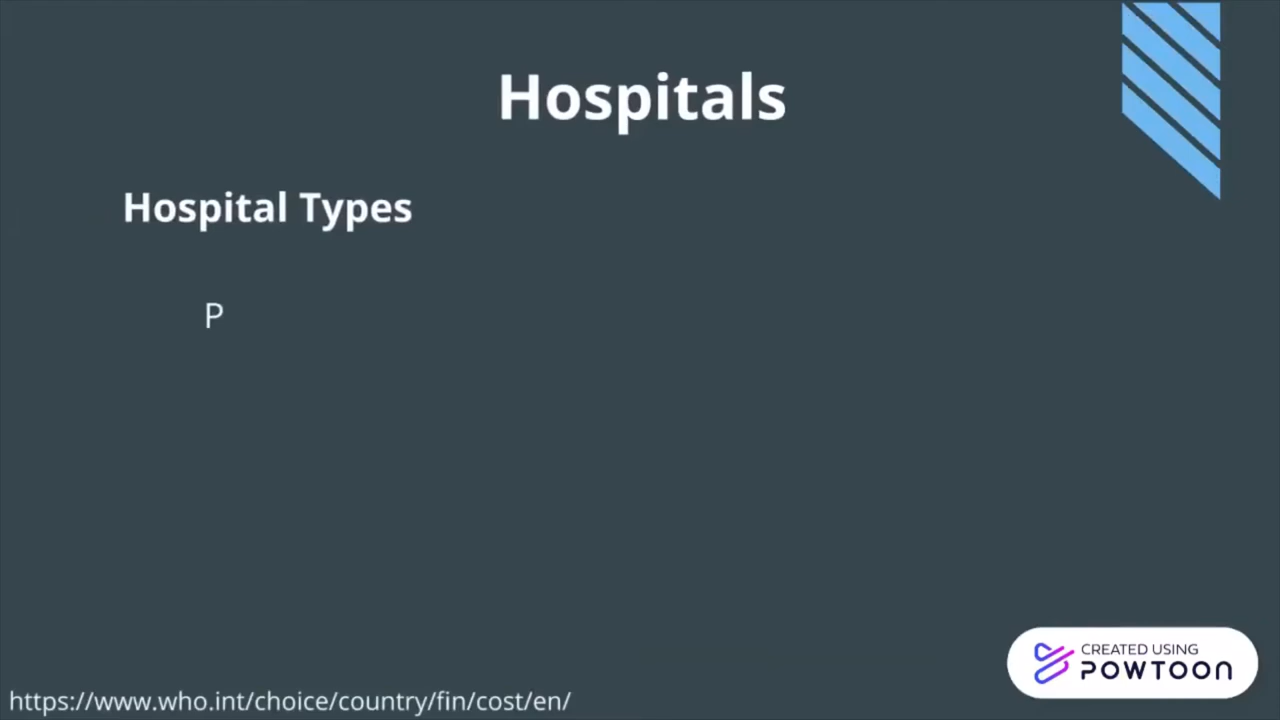 Hospitals
Hospital Types
P
CREATED USING
POWTOON
https://www.who.int/choice/country/fin/cost/en/